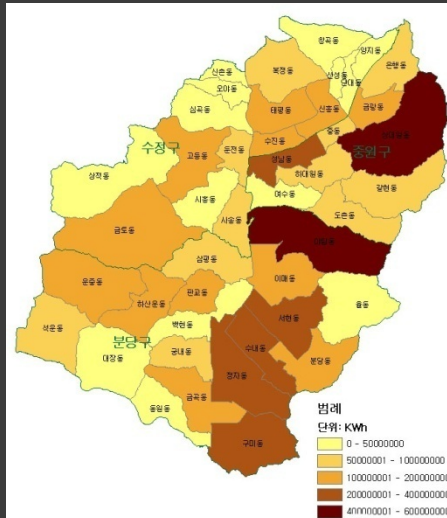 창곡동
양지동
은행동
복정동
산성동
단대동
신촌동
오야동
심곡동
태평동
신흥동
금광동
수정구
수진동
중동
중원구
고등동
둔전동
성남동
하대원동
갈현동
상적동
시흥동
여수동
도촌동
사송동
금토동
삼평동
이매동
운중동
하산운동
판교동
율동
석운동
백현동
서현동
분당구
대장동
궁내동
수내동
분당동
정자동
금곡동
동원동
구미동
범례
단위: KWh
0 - 50000000
50000001 - 100000000
100000001 - 200000000
200000001 - 400000000
400000001 - 600000000